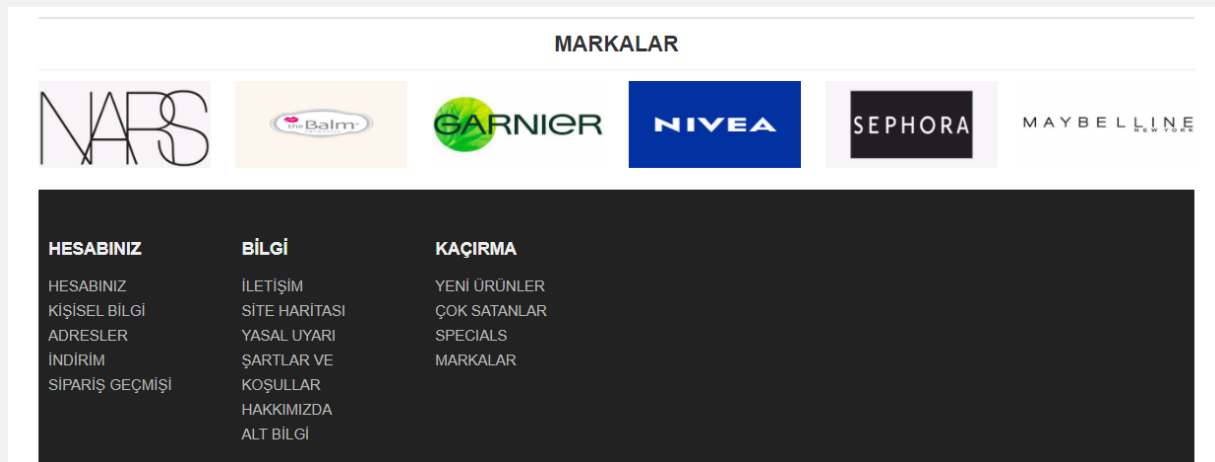 MARKALAR
NARS
the Balm
GARNIER
NIVEA
SEPHORA
MAYBELLINE
NEW YORK
HESABINIZ
HESABINIZ
KİŞİSEL BİLGİ
ADRESLER
İNDİRİM
SİPARİŞ GEÇMİŞİ
BİLGİ
İLETİŞİM
SİTE HARİTASI
YASAL UYARI
ŞARTLAR VE
KOŞULLAR
HAKKIMIZDA
ALT BİLGİ
KAÇIRMA
YENİ ÜRÜNLER
ÇOK SATANLAR
SPECIALS
MARKALAR